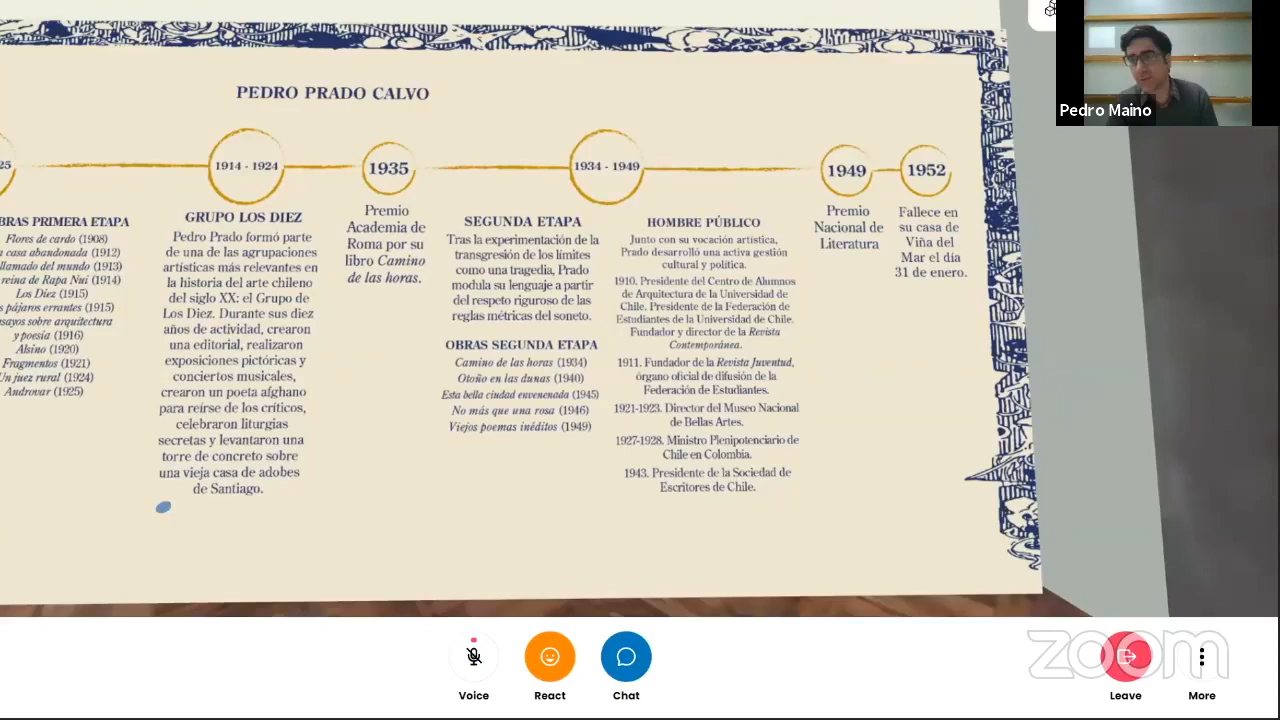 Pedro Maino
PEDRO PRADO CALVO
25
1914 - 1924
1935
1934 - 1949
1949
1952
BRAS PRIMERA ETAPA
Flores de cardo (1908)
casa abandonada (1912)
llamado del mundo (1913)
reina de Rapa Nui (1914)
Los Diez (1915)
pájaros errantes (1915)
sayos sobre arquitectura
y poesía (1916)
Alsino (1920)
Fragmentos (1921)
Un juez rural (1924)
Androvar (1925)
GRUPO LOS DIEZ
Pedro Prado formó parte
de una de las agrupaciones
artísticas más relevantes en
la historia del arte chileno
del siglo XX: el Grupo de
Los Diez. Durante sus diez
años de actividad, crearon
una editorial, realizaron
exposiciones pictóricas y
conciertos musicales,
crearon un poeta afghano
para reírse de los críticos,
celebraron liturgias
secretas y levantaron una
torre de concreto sobre
una vieja casa de adobes
de Santiago.
Premio
Academia de
Roma por su
libro Camino
de las horas.
SEGUNDA ETAPA
Tras la experimentación de la
transgresión de los límites
como una tragedia, Prado
modula su lenguaje a partir
del respeto riguroso de las
reglas métricas del soneto.
OBRAS SEGUNDA ETAPA
Camino de las horas (1934)
Otoño en las dunas (1940)
Esta bella ciudad envenenada (1945)
No más que una rosa (1946)
Viejos poemas inéditos (1949)
HOMBRE PÚBLICO
Junto con su vocación artística,
Prado desarrolló una activa gestión
cultural y política.
1910. Presidente del Centro de Alumnos
de Arquitectura de la Universidad de
Chile. Presidente de la Federación de
Estudiantes de la Universidad de Chile.
Fundador y director de la Revista
Contemporánea.
1911. Fundador de la Revista Juventud,
órgano oficial de difusión de la
Federación de Estudiantes.
1921-1923. Director del Museo Nacional
de Bellas Artes.
1927-1928. Ministro Plenipotenciario de
Chile en Colombia.
1943. Presidente de la Sociedad de
Escritores de Chile.
Premio
Nacional de
Literatura
Fallece en
su casa de
Viña del
Mar el día
31 de enero.
Voice
React
Chat
Leave
More
zoom